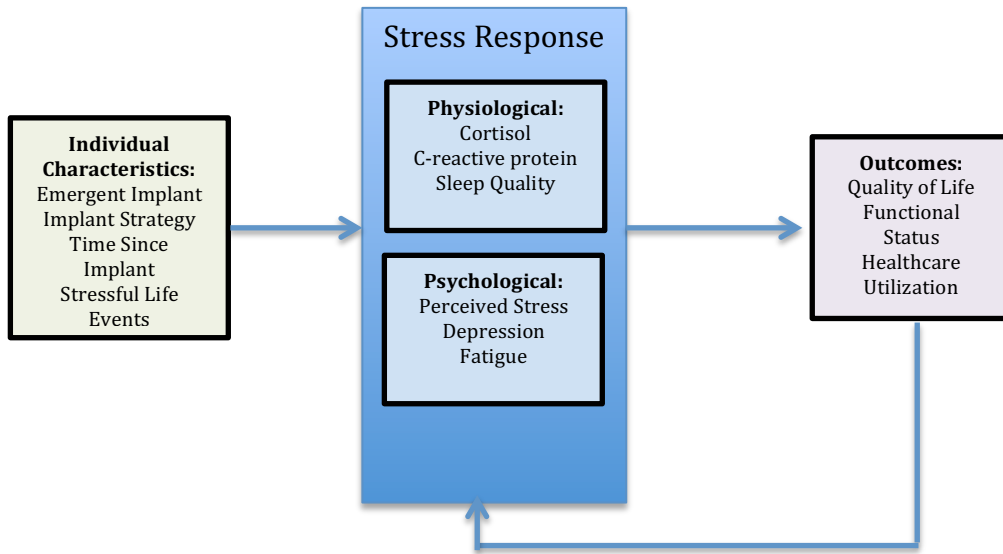 Stress Response
Individual
Characteristics:
Emergent Implant
Implant Strategy
Time Since
Implant
Stressful Life
Events
Physiological:
Cortisol
C-reactive protein
Sleep Quality
Psychological:
Perceived Stress
Depression
Fatigue
Outcomes:
Quality of Life
Functional
Status
Healthcare
Utilization